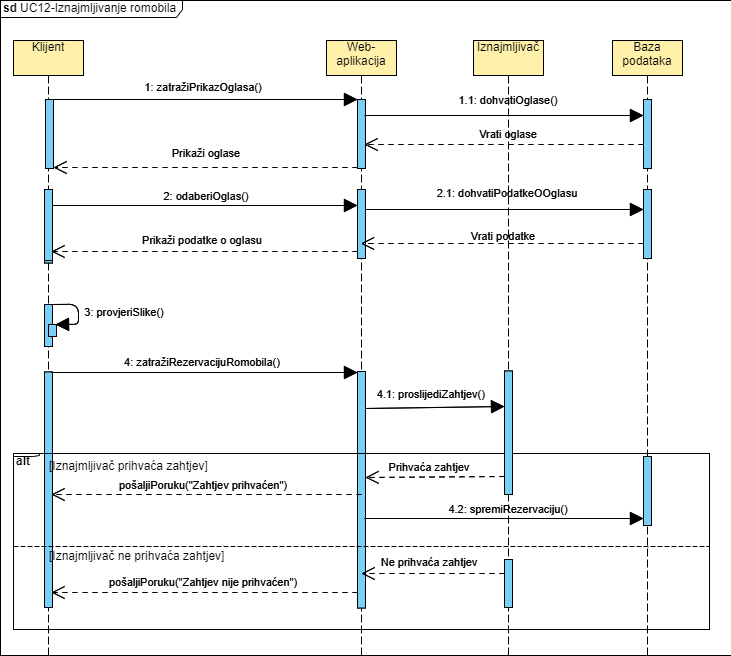 sd UC12-Iznajmljivanje romobila
Klijent
Web-
aplikacija
Iznajmljivač
Baza
podataka
1: zatražiPrikazOglasa()
1.1: dohvatiOglase()
Vrati oglase
Prikaži oglase
2: odaberiOglas()
2.1: dohvatiPodatkeOOglasu
Vrati podatke
Prikaži podatke o oglasu
3: provjeriSlike()
4: zatražiRezervacijuRomobila()
4.1: proslijediZahtjev()
alt
[Iznajmljivač prihvaća zahtjev]
Prihvaća zahtjev
pošaljiPoruku("Zahtjev prihvaćen")
4.2: spremiRezervaciju()
[Iznajmljivač ne prihvaća zahtjev]
Ne prihvaća zahtjev
pošaljiPoruku("Zahtjev nije prihvaćen")